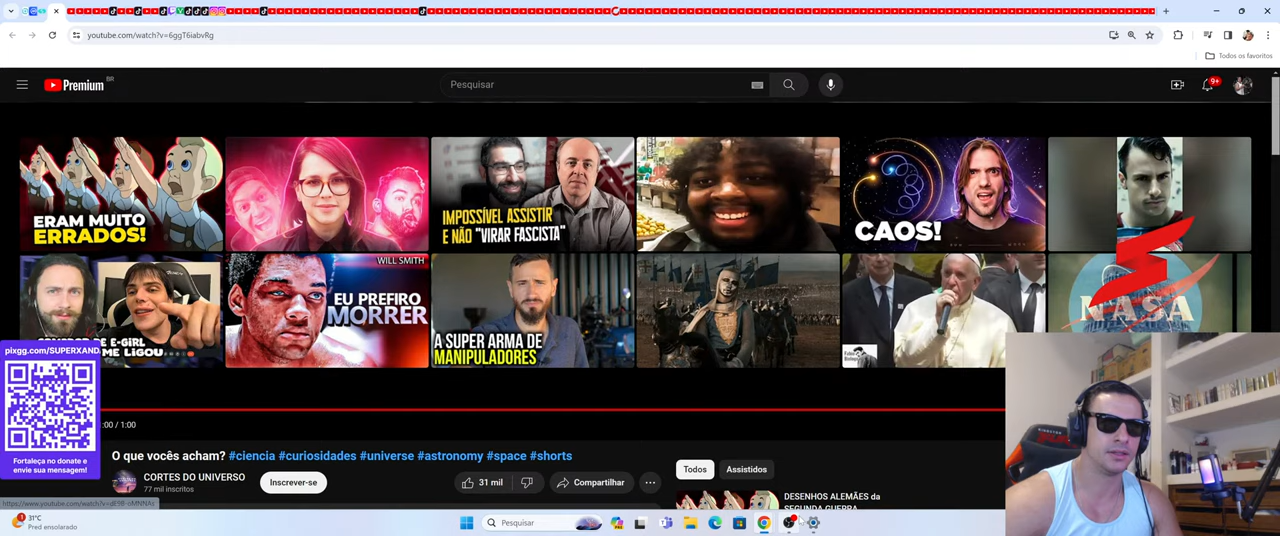 youtube.com/watch?v=6ggT6iabvRg
Todos os favoritos
Premium BR
Pesquisar
9+
ERAM MUITO
ERRADOS!
IMPOSSÍVEL ASSISTIR
E NÃO "VIRAR FASCISTA"
CAOS!
WILL SMITH
EU PREFIRO
MORRER
A SUPER ARMA DE
MANIPULADORES
NASA
E-GIRL
ME LIGOU
pixgg.com/SUPERXAND
Fortaleça no donate e
envie sua mensagem!
:00 / 1:00
O que vocês acham? #ciencia #curiosidades #universe #astronomy #space #shorts
CORTES DO UNIVERSO
77 mil inscritos
Inscrever-se
31 mil
Compartilhar
Todos
Assistidos
DESENHOS ALEMÃES da
SEGUNDA GUERRA
31°C
Pred ensolarado
Pesquisar